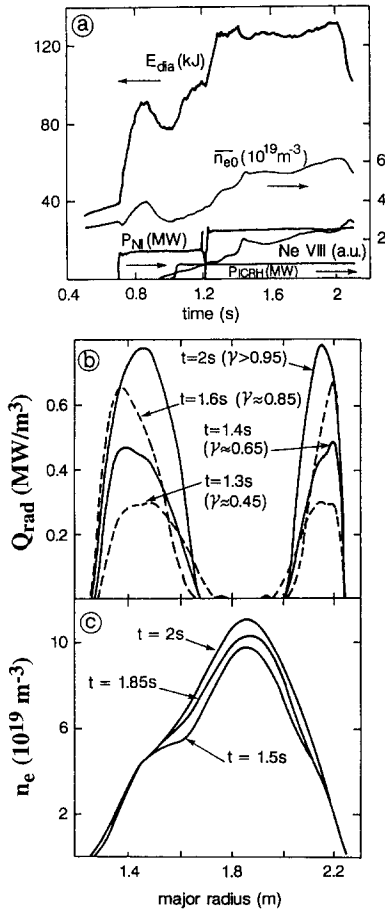 a
E_dia (kJ)
120
80
40
n_e0 (10^19 m^-3)
6
4
2
P_NI (MW)
Ne VIII (a.u.)
P_ICRH (MW)
0.4 0.8 1.2 1.6 2
time (s)
b
t=2s (γ>0.95)
t=1.6s (γ≈0.85)
t=1.4s
(γ≈0.65)
t=1.3s
(γ≈0.45)
0.6
0.4
0.2
Q_rad (MW/m^3)
c
t = 2s
t = 1.85s
t = 1.5s
10
6
2
n_e (10^19 m^-3)
1.4 1.8 2.2
major radius (m)